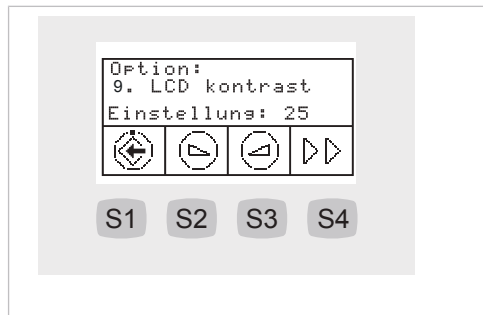 Option:
9. LCD kontrast
Einstellung: 25
S1 S2 S3 S4